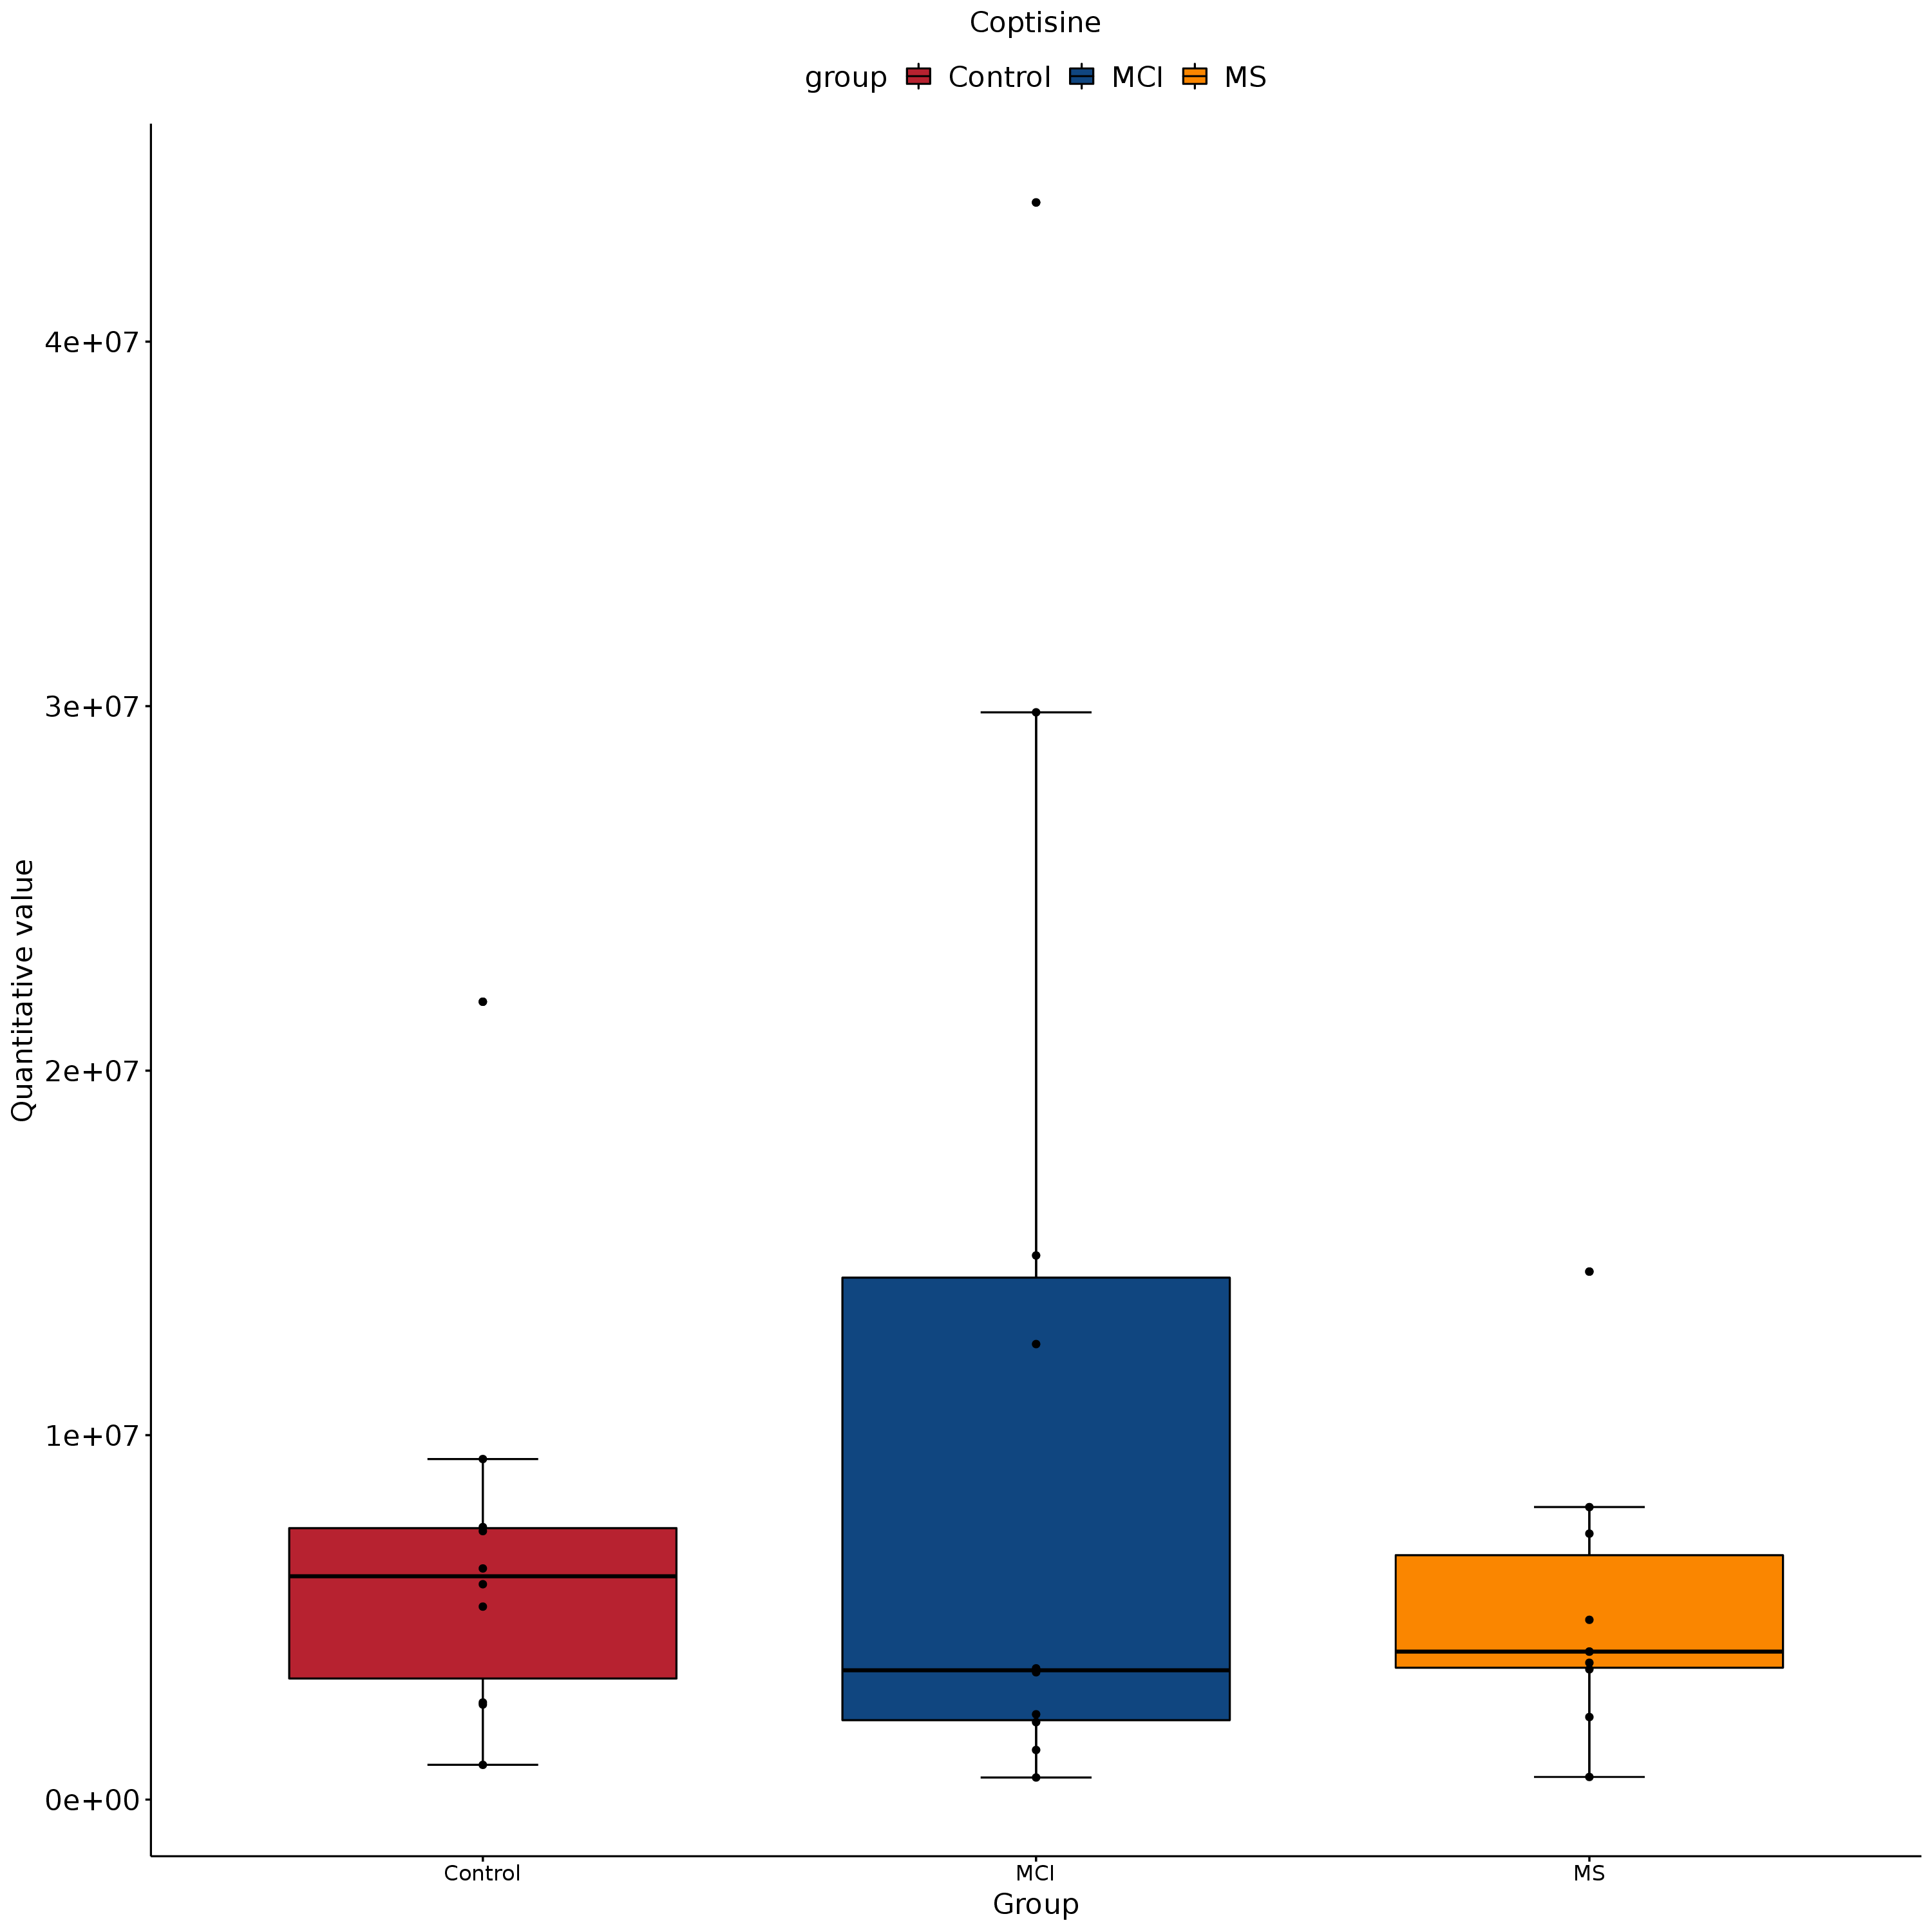 Coptisine
group Control MCI MS
Quantitative value
4e+07
3e+07
2e+07
1e+07
0e+00
Control MCI MS
Group